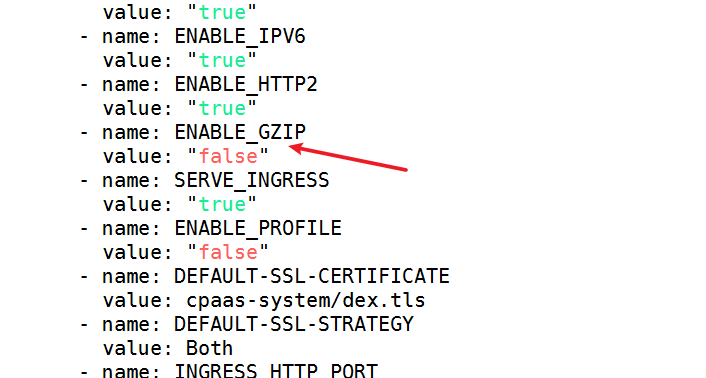 value: "true"
- name: ENABLE_IPV6
value: "true"
- name: ENABLE_HTTP2
value: "true"
- name: ENABLE_GZIP
value: "false"
- name: SERVE_INGRESS
value: "true"
- name: ENABLE_PROFILE
value: "false"
- name: DEFAULT-SSL-CERTIFICATE
value: cpaas-system/dex.tls
- name: DEFAULT-SSL-STRATEGY
value: Both
- name: INGRESS_HTTP_PORT